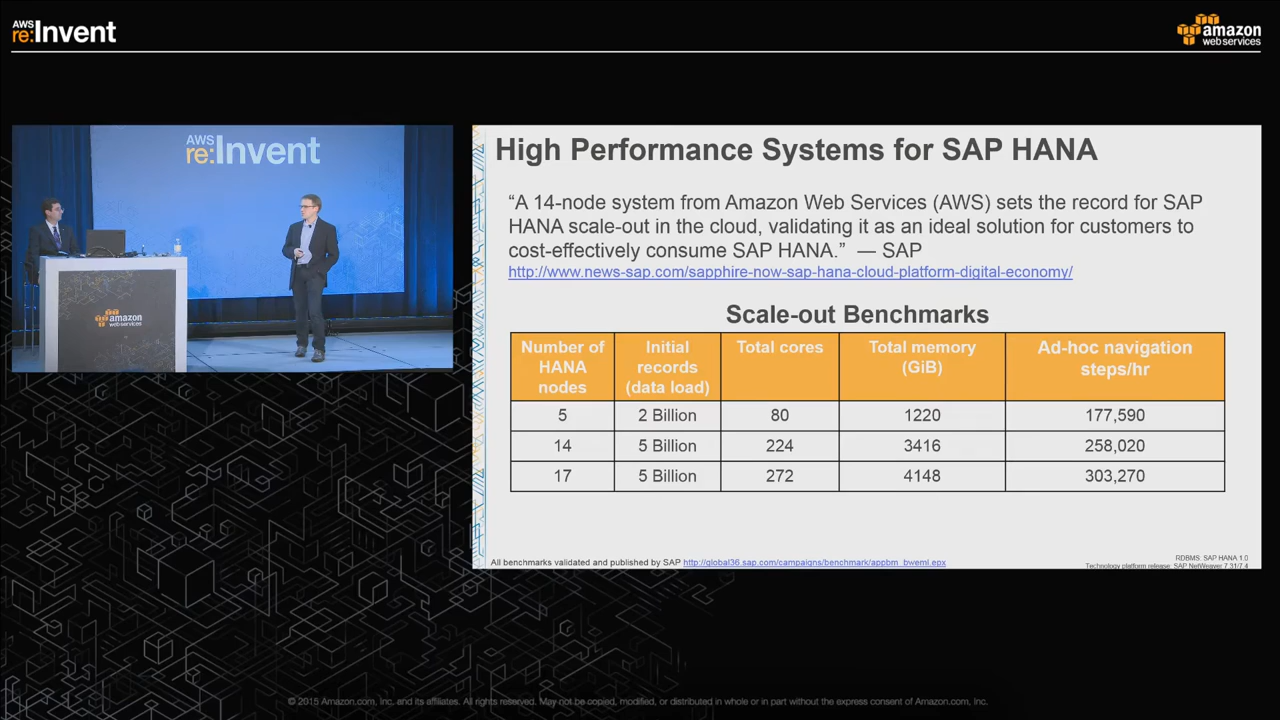 AWS
re:Invent
amazon
web services
AWS
re:Invent
amazon
web services
High Performance Systems for SAP HANA
“A 14-node system from Amazon Web Services (AWS) sets the record for SAP
HANA scale-out in the cloud, validating it as an ideal solution for customers to
cost-effectively consume SAP HANA.” — SAP
http://www.news-sap.com/sapphire-now-sap-hana-cloud-platform-digital-economy/
Scale-out Benchmarks
Number of HANA nodes Initial records (data load) Total cores Total memory (GiB) Ad-hoc navigation steps/hr
5 2 Billion 80 1220 177,590
14 5 Billion 224 3416 258,020
17 5 Billion 272 4148 303,270
All benchmarks validated and published by SAP http://global36.sap.com/campaigns/benchmark/appbm_bweml.epx
RDBMS: SAP HANA 1.0
Technology platform release: SAP NetWeaver 7.31/7.4
© 2015 Amazon.com, Inc. and its affiliates. All rights reserved. May not be copied, modified, or distributed in whole or in part without the express consent of Amazon.com, Inc.